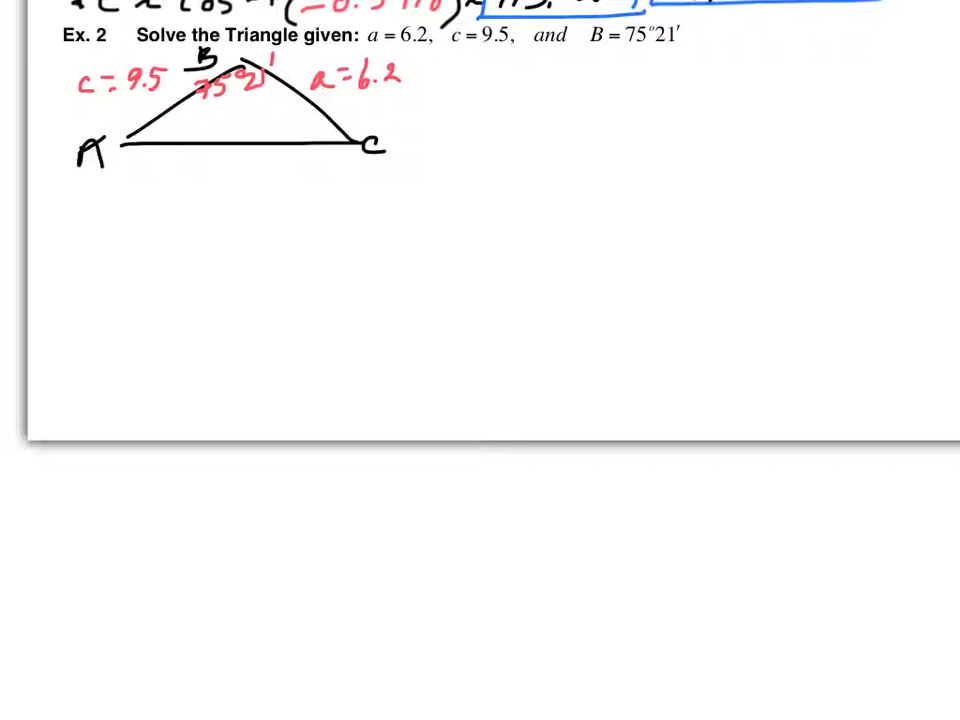 Ex. 2 Solve the Triangle given: a = 6.2, c = 9.5, and B = 75°21′
B
c = 9.5 75°21' a = 6.2
A C